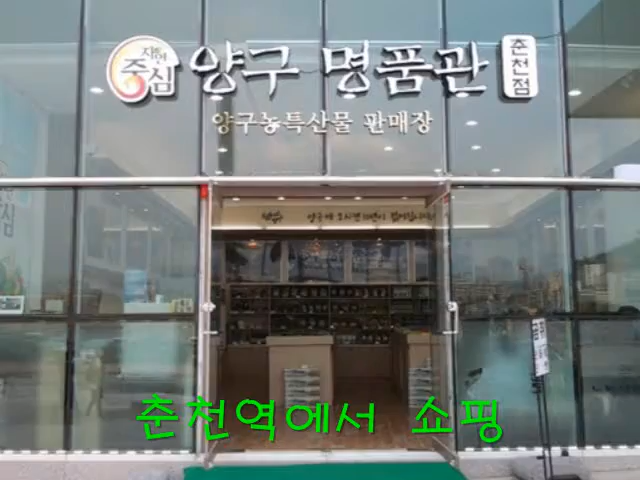 자연
중심
양구 명품관
춘천점
양구농특산물 판매장
춘천역에서 쇼핑